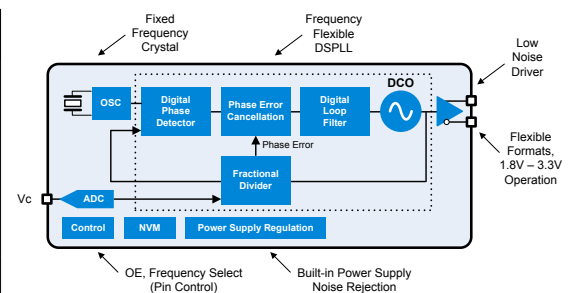 Fixed
Frequency
Crystal
Frequency
Flexible
DSPLL
Low
Noise
Driver
OSC
Digital
Phase
Detector
Phase Error
Cancellation
Digital
Loop
Filter
DCO
Phase Error
Fractional
Divider
Flexible
Formats,
1.8V – 3.3V
Operation
Vc
ADC
Control
NVM
Power Supply Regulation
OE, Frequency Select
(Pin Control)
Built-in Power Supply
Noise Rejection